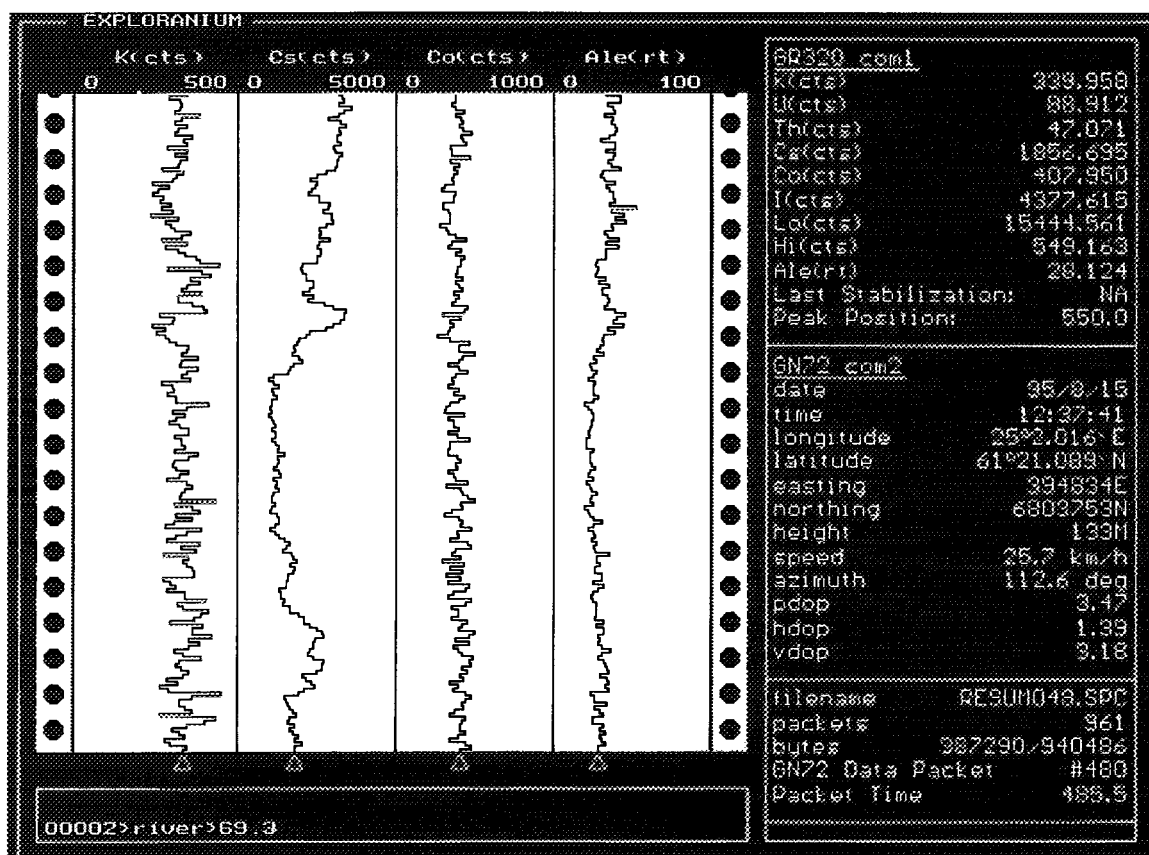 EXPLORANIUM
K(cts) Cs(cts) Co(cts) Ale(rt)
0 500 0 5000 0 1000 0 100
GR320 com1
K(cts) 339.958
U(cts) 88.912
Th(cts) 47.071
Cs(cts) 1856.695
Co(cts) 407.950
I(cts) 4377.615
Lo(cts) 15444.561
Hi(cts) 549.163
Ale(rt) 28.124
Last Stabilization: NA
Peak Position: 550.0
GN72 com2
date 95/8/15
time 12:37:41
longitude 25°2.016'E
latitude 61°21.089'N
easting 394834E
northing 6803753N
height 133M
speed 25.7 km/h
azimuth 112.6 deg
pdop 3.47
hdop 1.39
vdop 3.18
filename RESUM048.SPC
packets 961
bytes 987290/940486
GN72 Data Packet #480
Packet Time 485.5
00002>river>69.3